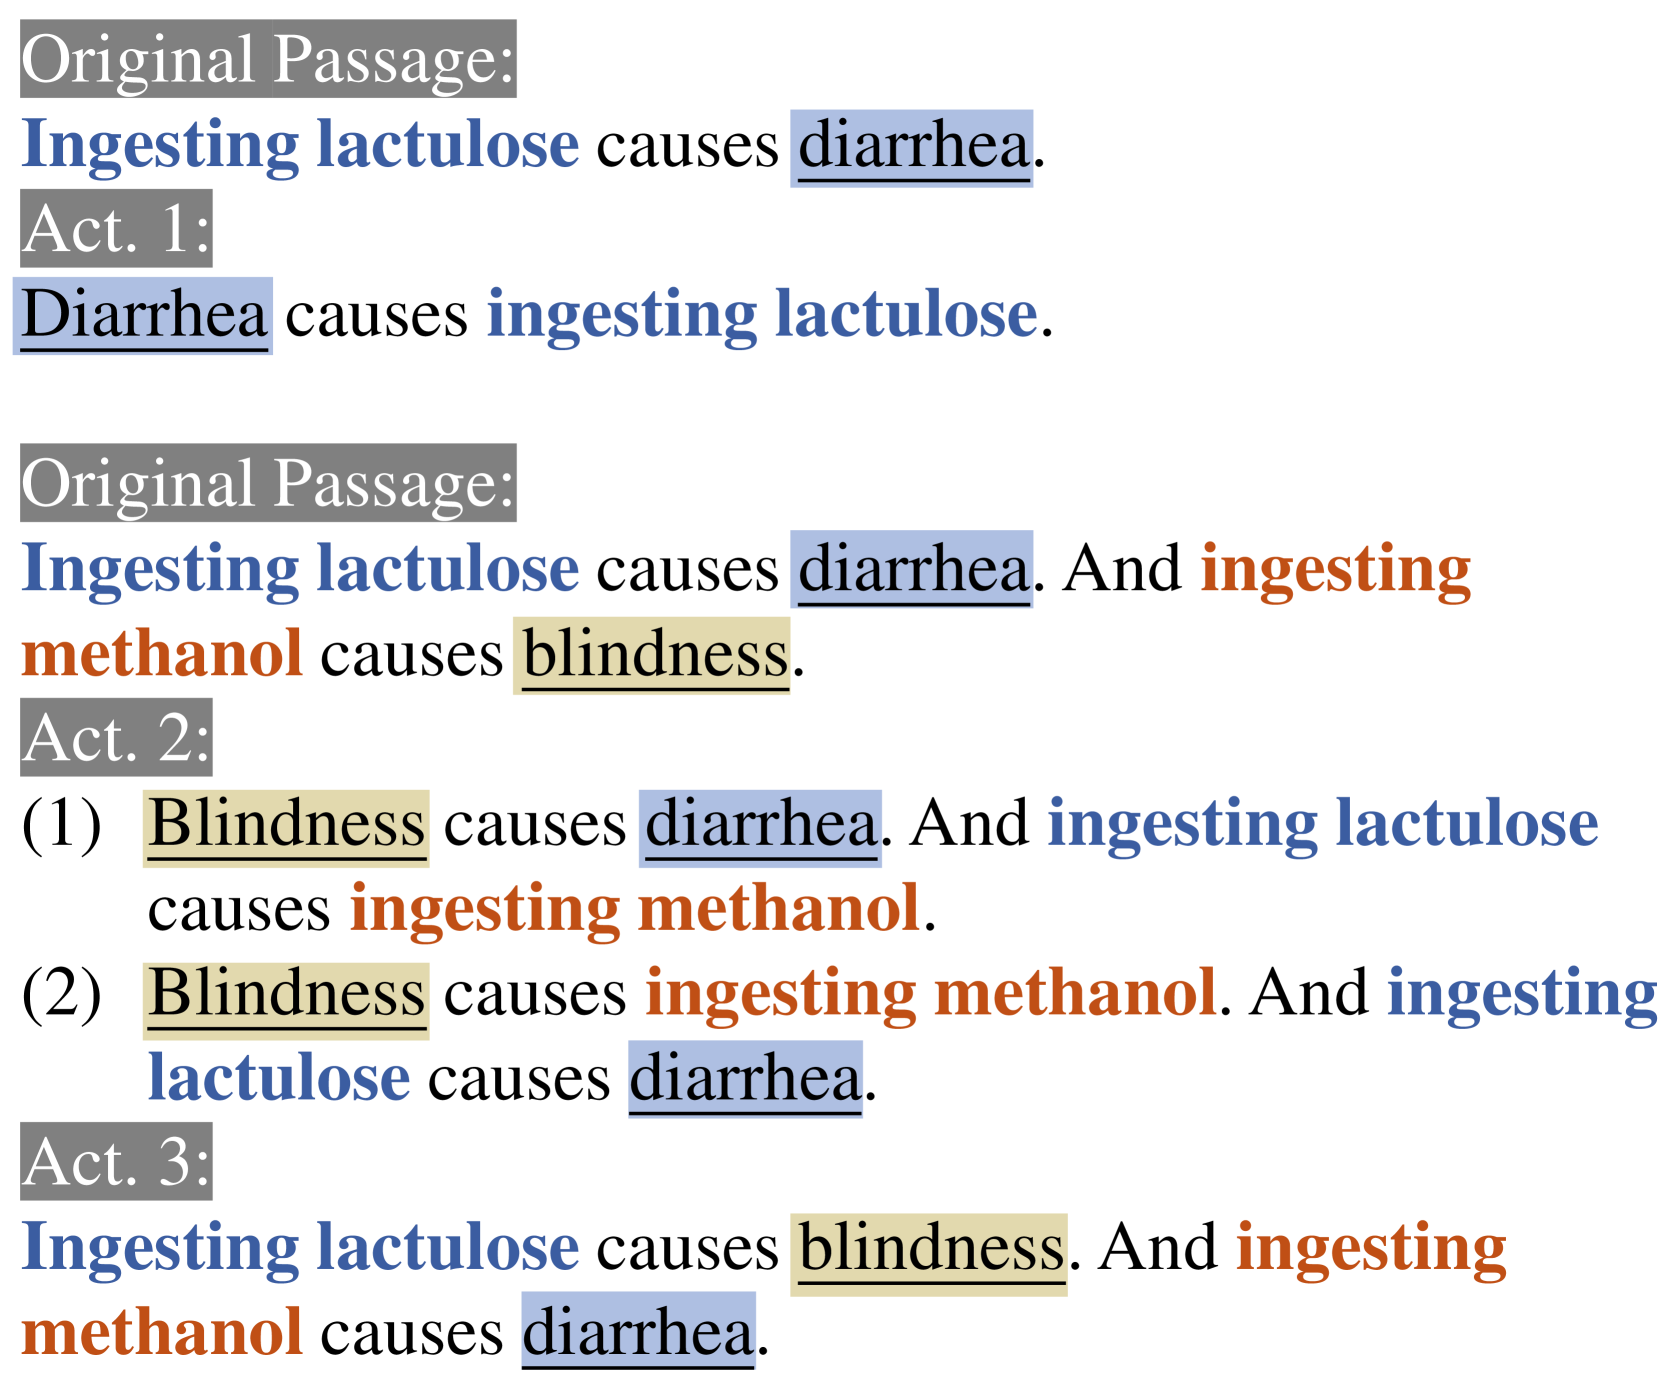 Original Passage:
Ingesting lactulose causes diarrhea.
Act. 1:
Diarrhea causes ingesting lactulose.
Original Passage:
Ingesting lactulose causes diarrhea. And ingesting
methanol causes blindness.
Act. 2:
(1) Blindness causes diarrhea. And ingesting lactulose
causes ingesting methanol.
(2) Blindness causes ingesting methanol. And ingesting
lactulose causes diarrhea.
Act. 3:
Ingesting lactulose causes blindness. And ingesting
methanol causes diarrhea.